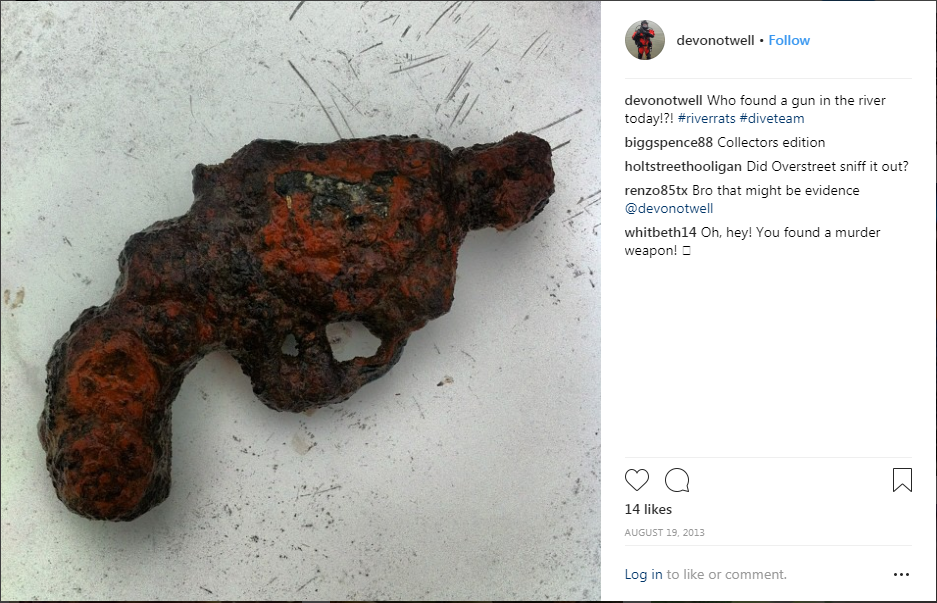 devonotwell • Follow
devonotwell Who found a gun in the river
today!?! #riverrats #diveteam
biggspence88 Collectors edition
holtstreethooligan Did Overstreet sniff it out?
renzo85tx Bro that might be evidence
@devonotwell
whitbeth14 Oh, hey! You found a murder
weapon! □
14 likes
AUGUST 19, 2013
Log in to like or comment.